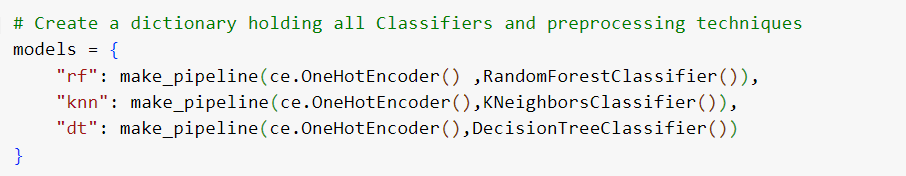 # Create a dictionary holding all Classifiers and preprocessing techniques
models = {
    "rf": make_pipeline(ce.OneHotEncoder() ,RandomForestClassifier()),
    "knn": make_pipeline(ce.OneHotEncoder(),KNeighborsClassifier()),
    "dt": make_pipeline(ce.OneHotEncoder(),DecisionTreeClassifier())
}